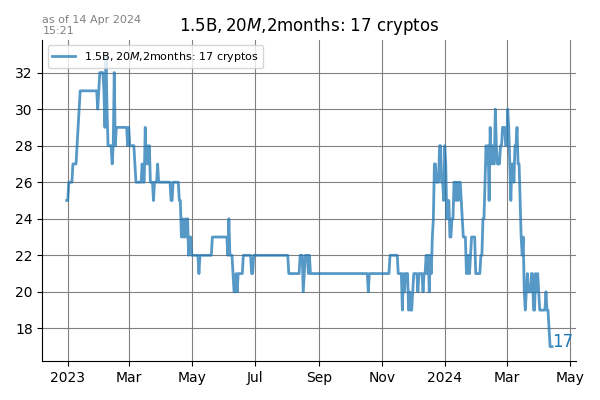 as of 14 Apr 2024
15:21
1.5B, 20M,2months: 17 cryptos
1.5B, 20M,2months: 17 cryptos
32
30
28
26
24
22
20
18
17
2023 Mar May Jul Sep Nov 2024 Mar May